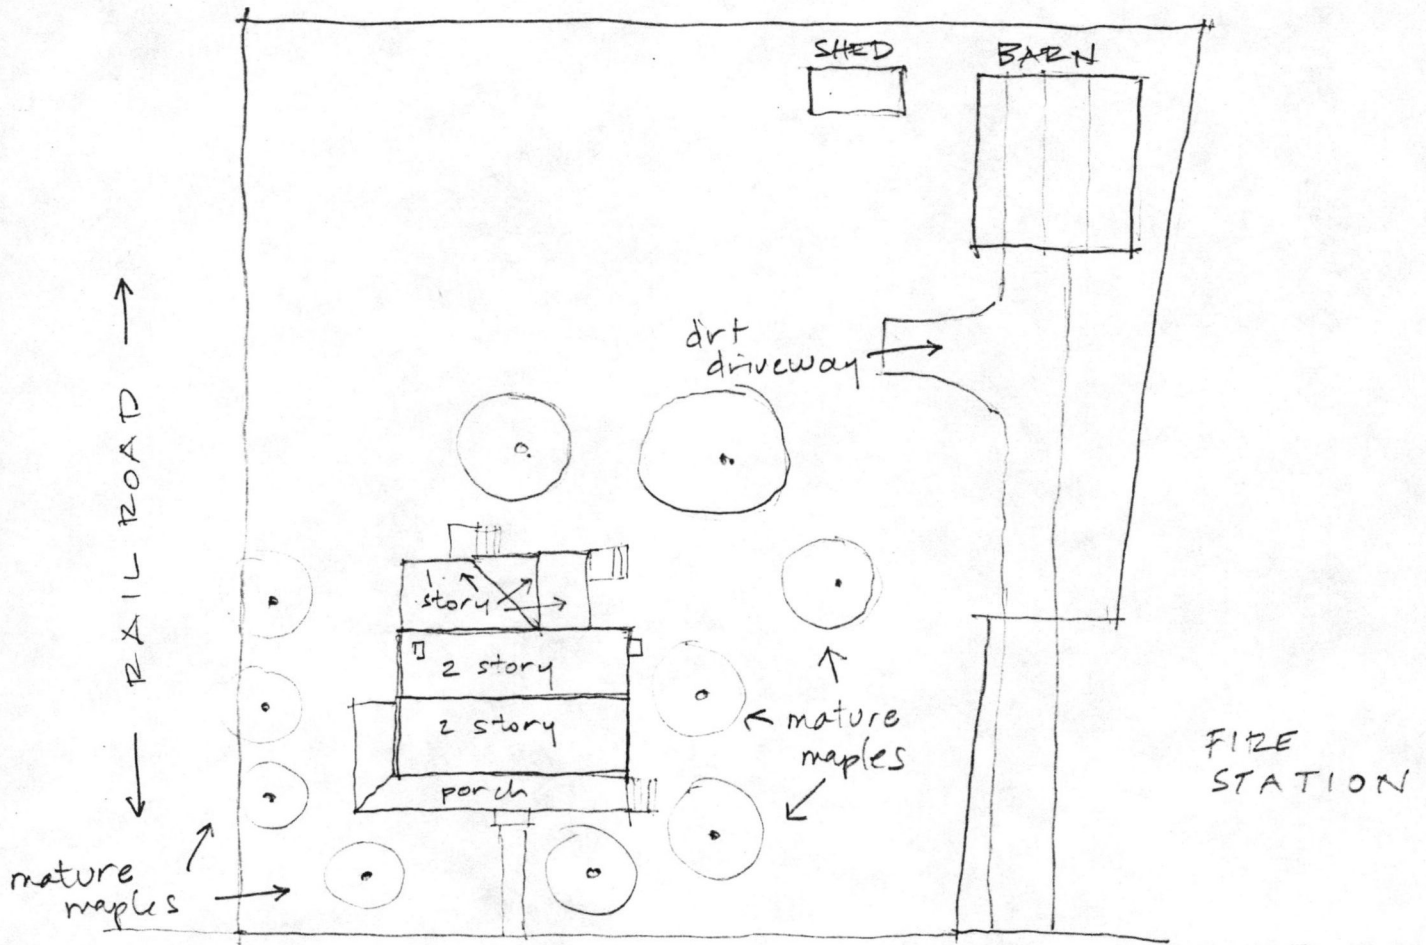 SHED
BARN
dirt
driveway
RAILROAD
1
story
2 story
2 story
porch
mature
maples
FIRE
STATION
mature
maples